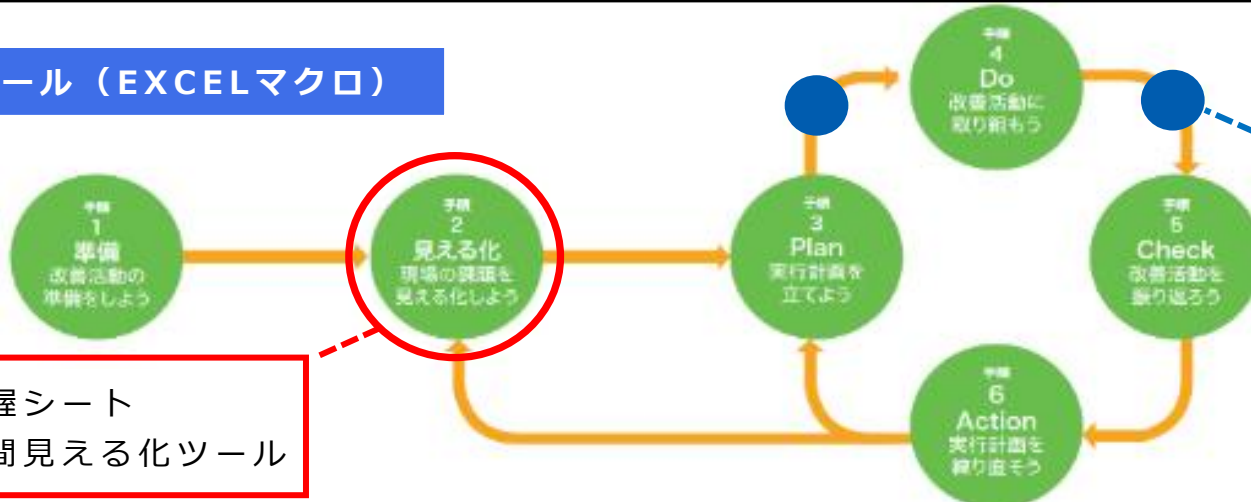 ール（EXCELマクロ）
手順
1
準備
改善活動の
準備をしよう
手順
2
見える化
現場の課題を
見える化しよう
手順
3
Plan
実行計画を
立てよう
手順
4
Do
改善活動に
取り組もう
手順
5
Check
改善活動を
振り返ろう
手順
6
Action
実行計画を
練り直そう
握シート
間見える化ツール